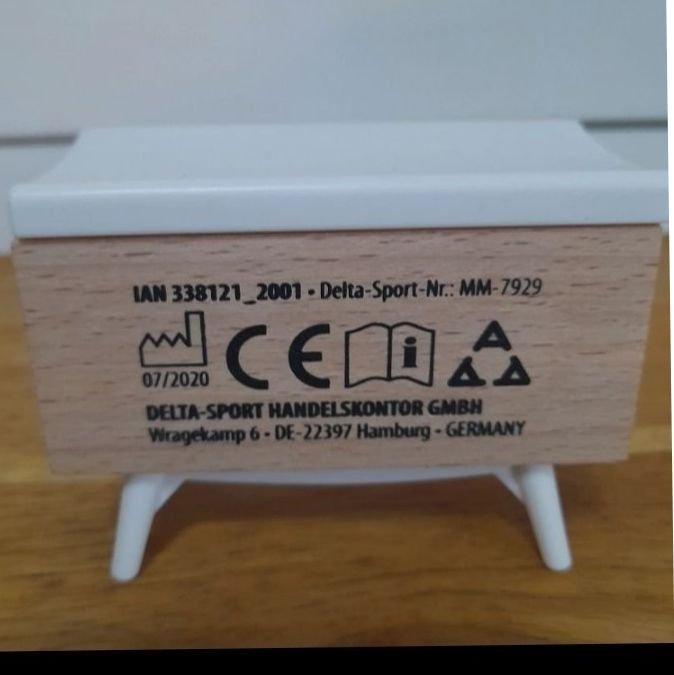 IAN 338121_2001 • Delta-Sport-Nr.: MM-7929
07/2020 CE i
DELTA-SPORT HANDELSKONTOR GMBH
Wragekamp 6 • DE-22397 Hamburg • GERMANY